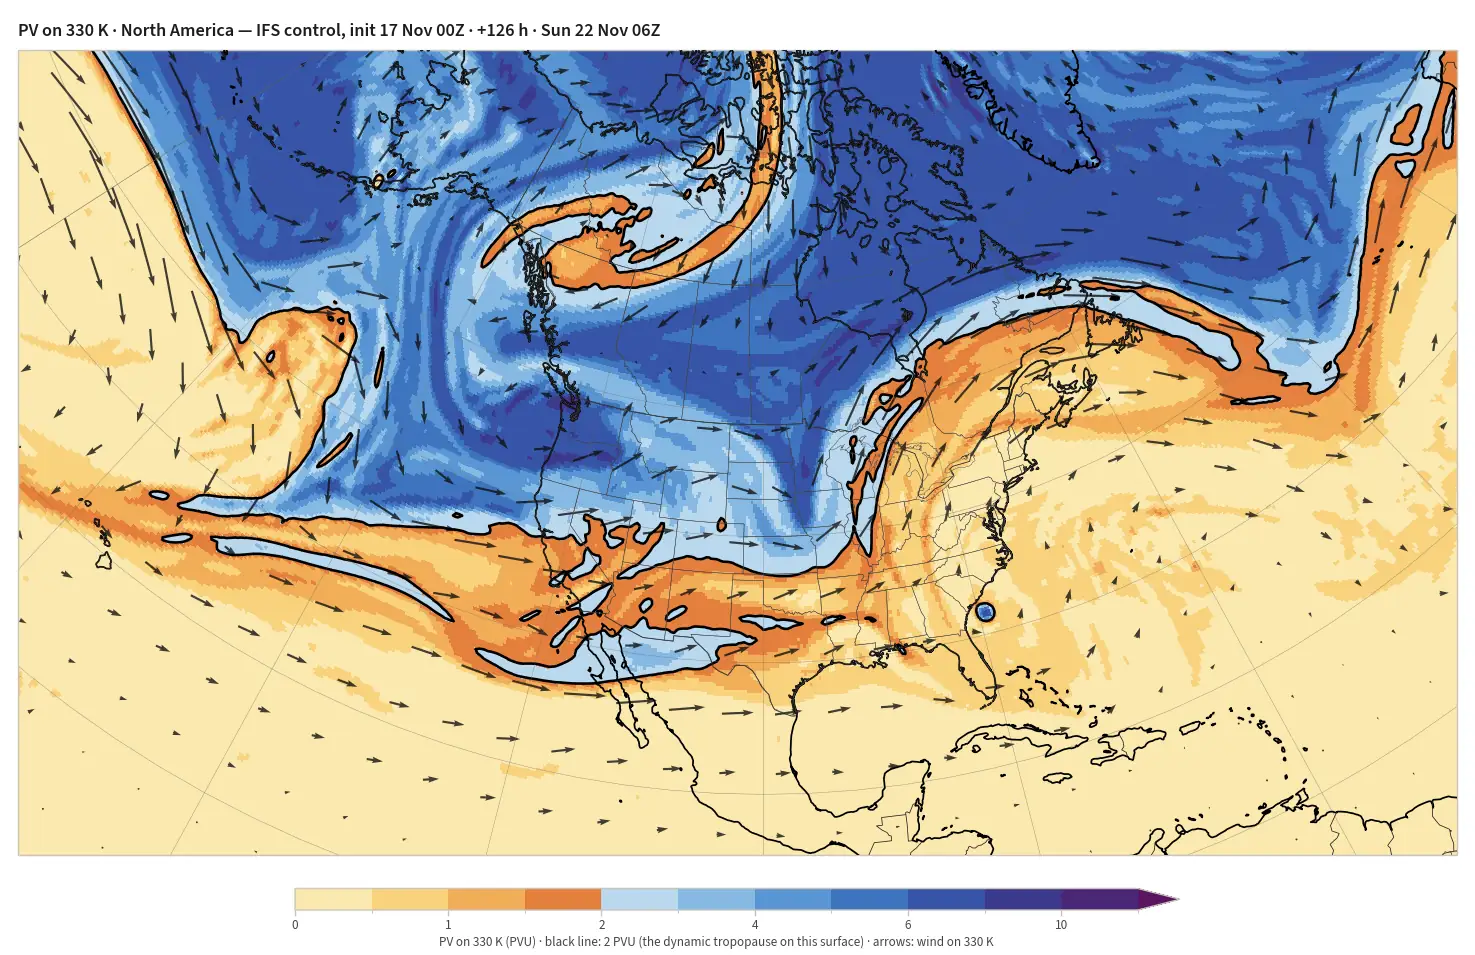 PV on 330 K · North America — IFS control, init 17 Nov 00Z · +126 h · Sun 22 Nov 06Z
0 1 2 4 6 10
PV on 330 K (PVU) · black line: 2 PVU (the dynamic tropopause on this surface) · arrows: wind on 330 K